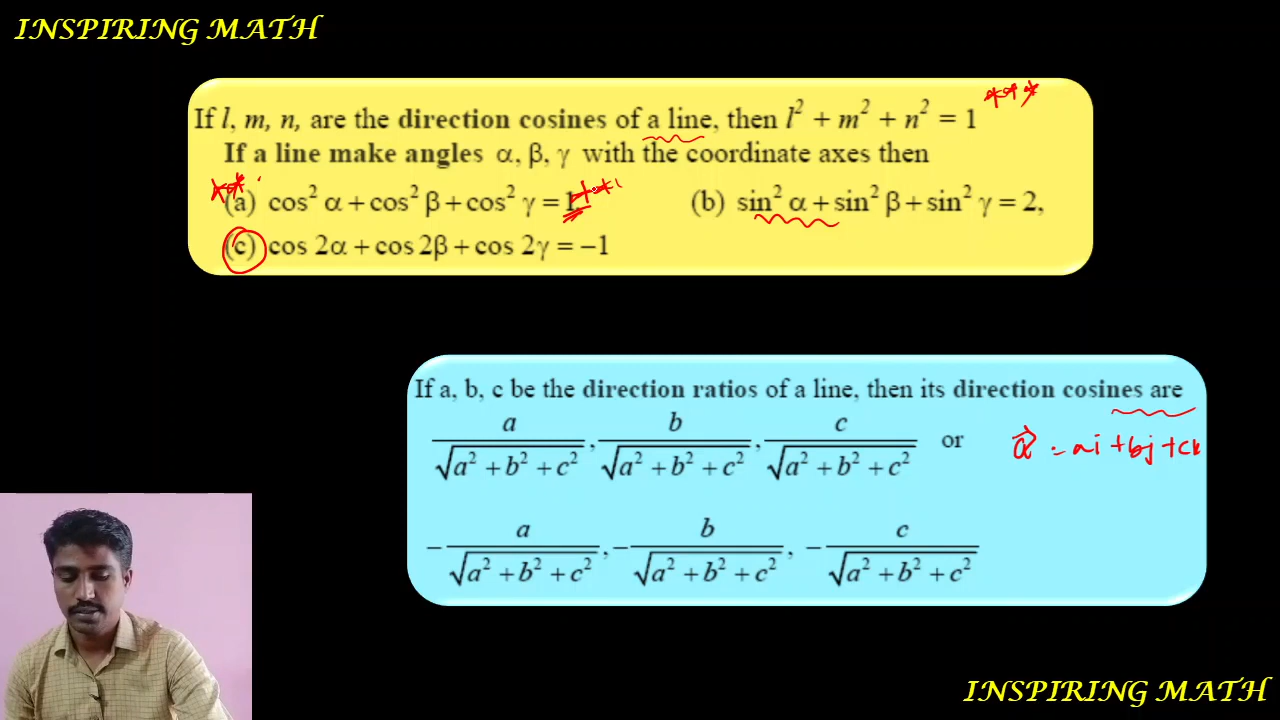 INSPIRING MATH
If l, m, n, are the direction cosines of a line, then l² + m² + n² = 1 ***
If a line make angles α, β, γ with the coordinate axes then
(a) cos² α + cos² β + cos² γ = 1, (b) sin² α + sin² β + sin² γ = 2,
(c) cos 2α + cos 2β + cos 2γ = −1
If a, b, c be the direction ratios of a line, then its direction cosines are
a/√(a² + b² + c²), b/√(a² + b² + c²), c/√(a² + b² + c²) or
= ai + bj + ck
−a/√(a² + b² + c²), −b/√(a² + b² + c²), −c/√(a² + b² + c²)
INSPIRING MATH